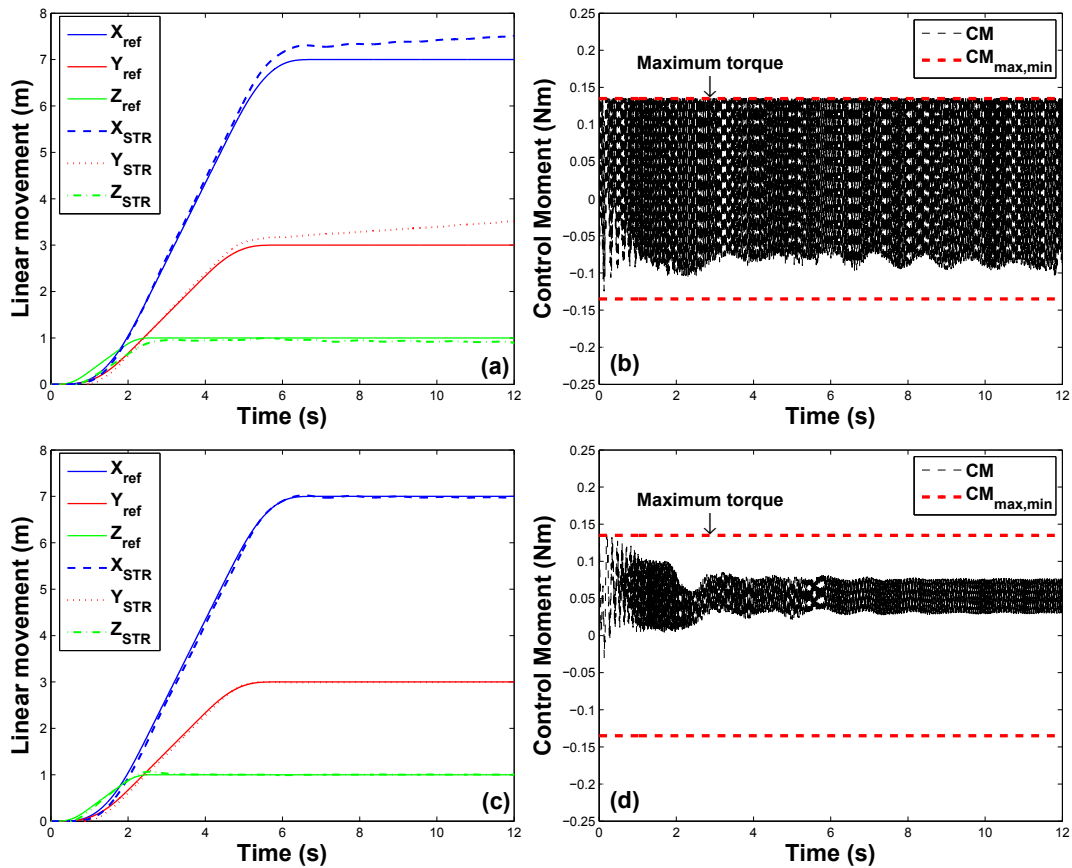 8
7
6
5
4
3
2
1
0
Linear movement (m)
X_ref
Y_ref
Z_ref
X_STR
Y_STR
Z_STR
(a)
0 2 4 6 8 10 12
Time (s)
0.25
0.2
0.15
0.1
0.05
0
−0.05
−0.1
−0.15
−0.2
−0.25
Control Moment (Nm)
CM
CM_max,min
Maximum torque
(b)
0 2 4 6 8 10 12
Time (s)
8
7
6
5
4
3
2
1
0
Linear movement (m)
X_ref
Y_ref
Z_ref
X_STR
Y_STR
Z_STR
(c)
0 2 4 6 8 10 12
Time (s)
0.25
0.2
0.15
0.1
0.05
0
0.05
0.1
−0.15
−0.2
−0.25
Control Moment (Nm)
CM
CM_max,min
Maximum torque
(d)
0 2 4 6 8 10 12
Time (s)